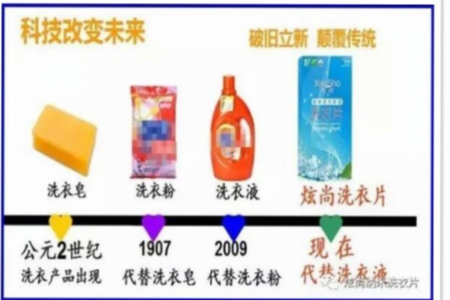 科技改变未来
破旧立新 颠覆传统
洗衣皂 洗衣粉 洗衣液 炫尚洗衣片
公元2世纪 1907 2009 现在
洗衣产品出现 代替洗衣皂 代替洗衣粉 代替洗衣液